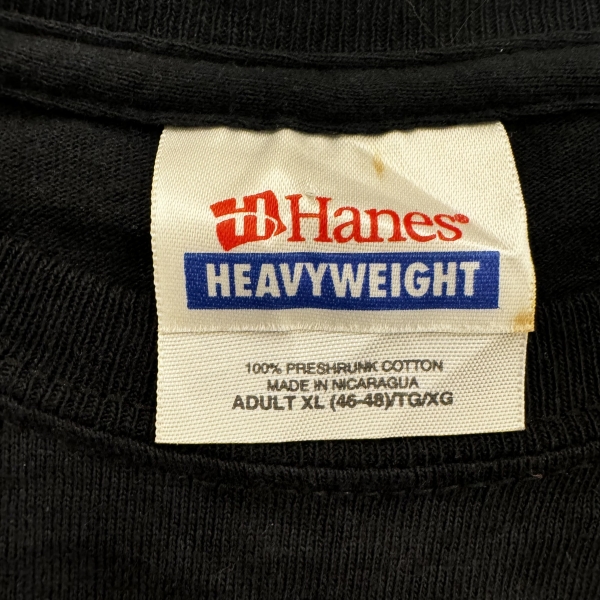 Hanes®
HEAVYWEIGHT
100% PRESHRUNK COTTON
MADE IN NICARAGUA
ADULT XL (46-48)/TG/XG